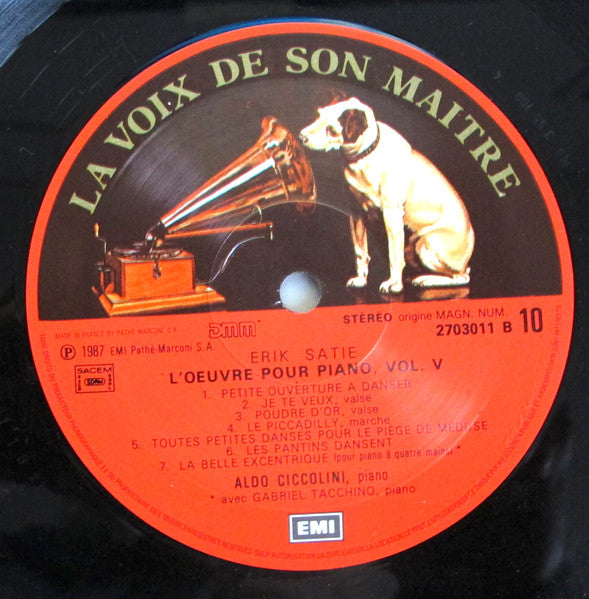 LA VOIX DE SON MAITRE
MADE IN FRANCE BY PATHE-MARCONI S.A.
DMM
STÉRÉO origine MAGN. NUM.
℗ 1987 EMI Pathé-Marconi S.A.
2703011 B 10
SACEM
SDRM
ERIK SATIE
L'OEUVRE POUR PIANO, VOL. V
1. PETITE OUVERTURE A DANSER
2. JE TE VEUX, valse
3. POUDRE D'OR, valse
4. LE PICCADILLY, marche
5. TOUTES PETITES DANSES POUR LE PIÈGE DE MÉDUSE
6. LES PANTINS DANSENT
7. LA BELLE EXCENTRIQUE (pour piano à quatre mains) *
ALDO CICCOLINI, piano
* avec GABRIEL TACCHINO, piano
EMI